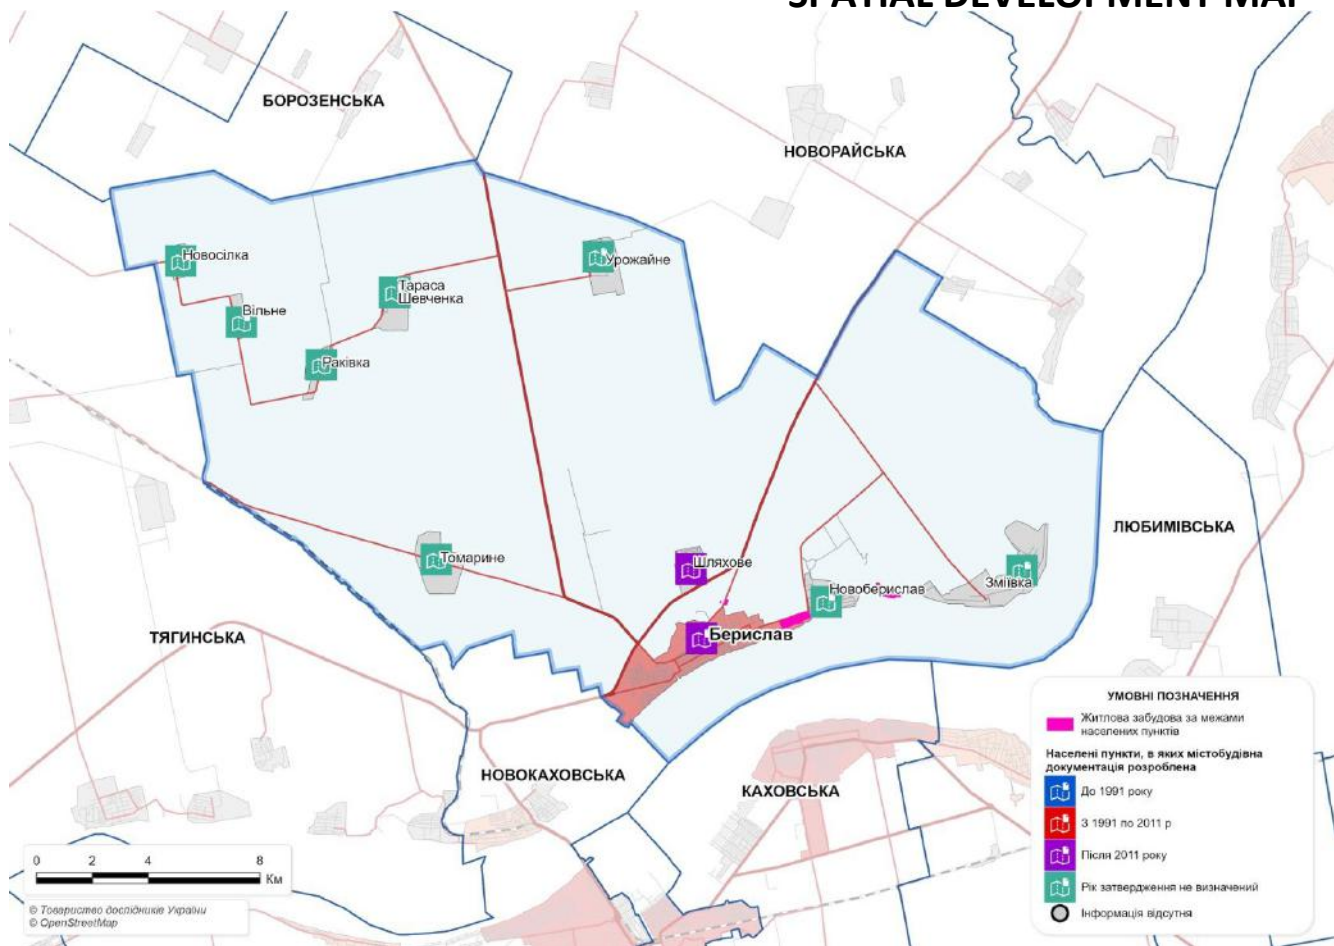 SPATIAL DEVELOPMENT MAP
БОРОЗЕНСЬКА
НОВОРАЙСЬКА
Новосілка
Урожайне
Тараса
Шевченка
Вільне
Раківка
ЛЮБИМІВСЬКА
Томарине
Шляхове
Новоберислав
Зміївка
Берислав
ТЯГИНСЬКА
НОВОКАХОВСЬКА
КАХОВСЬКА
УМОВНІ ПОЗНАЧЕННЯ
Житлова забудова за межами
населених пунктів
Населені пункти, в яких містобудівна
документація розроблена
До 1991 року
З 1991 по 2011 р
Після 2011 року
Рік затвердження не визначений
Інформація відсутня
0 2 4 8
Км
© Товариство дослідників України
© OpenStreetMap